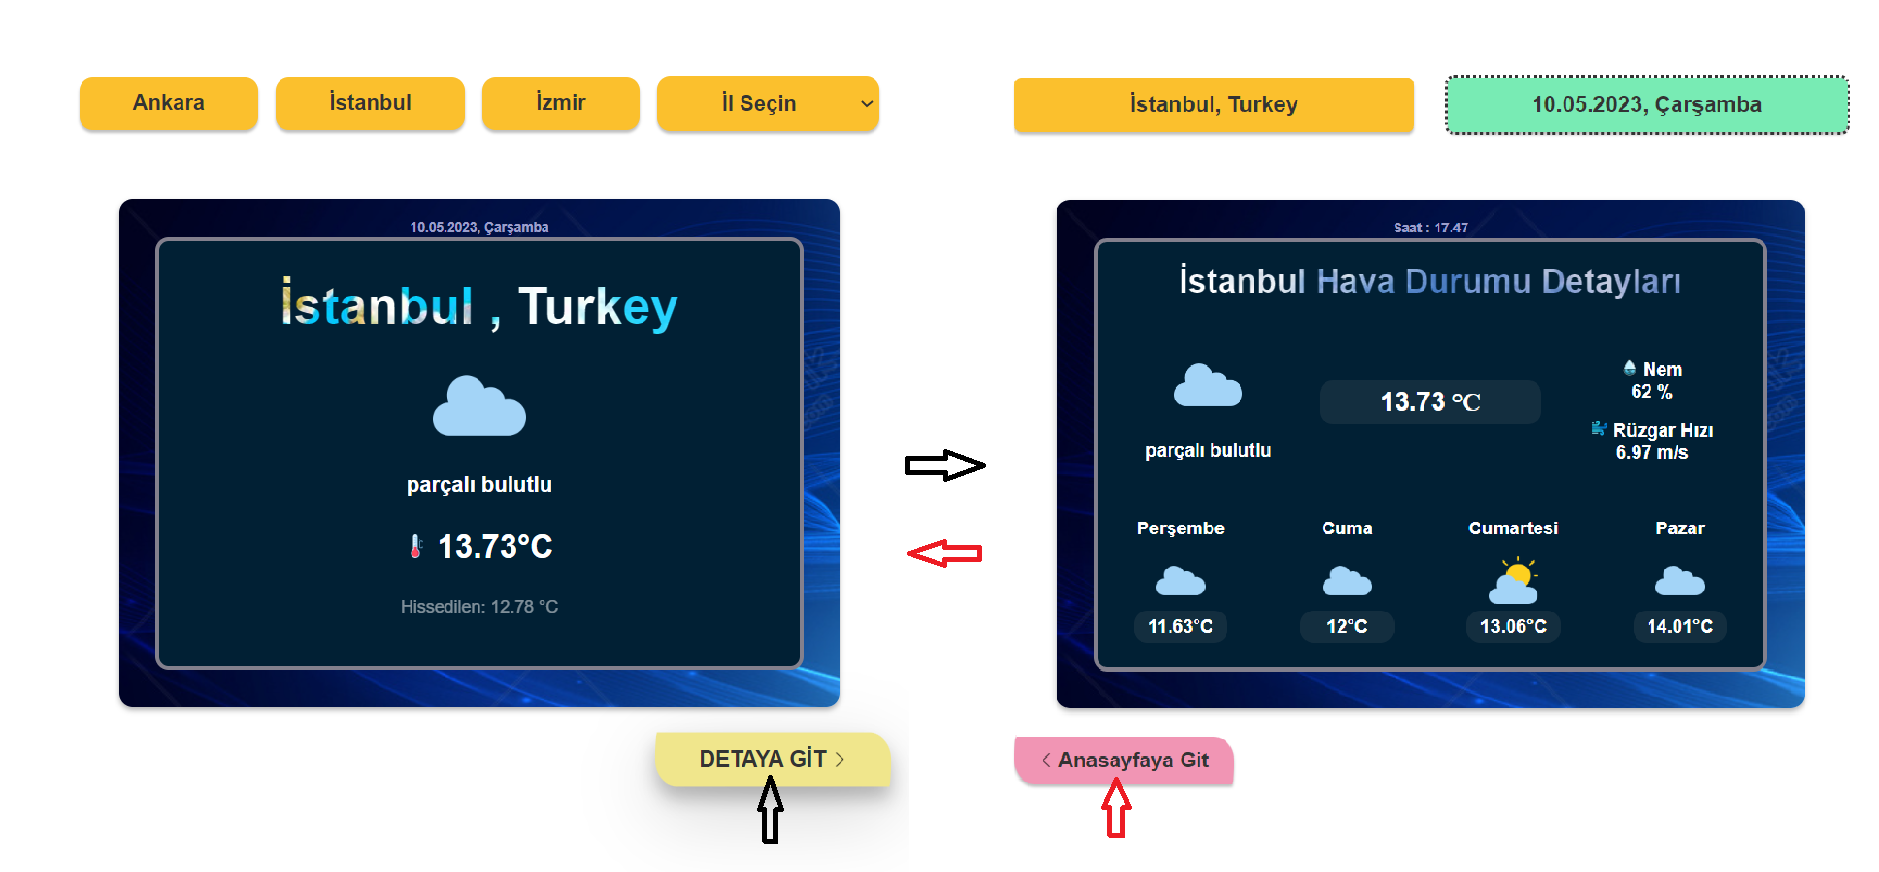 Ankara
İstanbul
İzmir
İl Seçin
10.05.2023, Çarşamba
İstanbul , Turkey
parçalı bulutlu
13.73°C
Hissedilen: 12.78 °C
DETAYA GİT
İstanbul, Turkey
10.05.2023, Çarşamba
Saat : 17.47
İstanbul Hava Durumu Detayları
parçalı bulutlu
13.73 °C
Nem
62 %
Rüzgar Hızı
6.97 m/s
Perşembe
Cuma
Cumartesi
Pazar
11.63°C
12°C
13.06°C
14.01°C
Anasayfaya Git